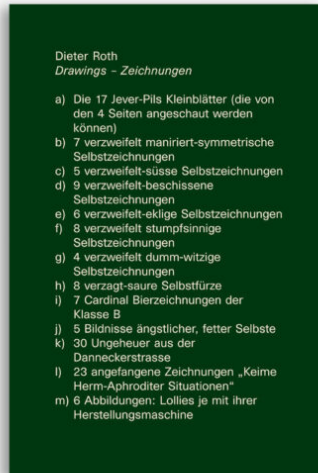 Dieter Roth
Drawings – Zeichnungen
a) Die 17 Jever-Pils Kleinblätter (die von
den 4 Seiten angeschaut werden
können)
b) 7 verzweifelt maniriert-symmetrische
Selbstzeichnungen
c) 5 verzweifelt-süsse Selbstzeichnungen
d) 9 verzweifelt-beschissene
Selbstzeichnungen
e) 6 verzweifelt-eklige Selbstzeichnungen
f) 8 verzweifelt stumpfsinnige
Selbstzeichnungen
g) 4 verzweifelt dumm-witzige
Selbstzeichnungen
h) 8 verzagt-saure Selbstfürze
i) 7 Cardinal Bierzeichnungen der
Klasse B
j) 5 Bildnisse ängstlicher, fetter Selbste
k) 30 Ungeheuer aus der
Danneckerstrasse
l) 23 angefangene Zeichnungen „Keime
Herm-Aphroditer Situationen“
m) 6 Abbildungen: Lollies je mit ihrer
Herstellungsmaschine